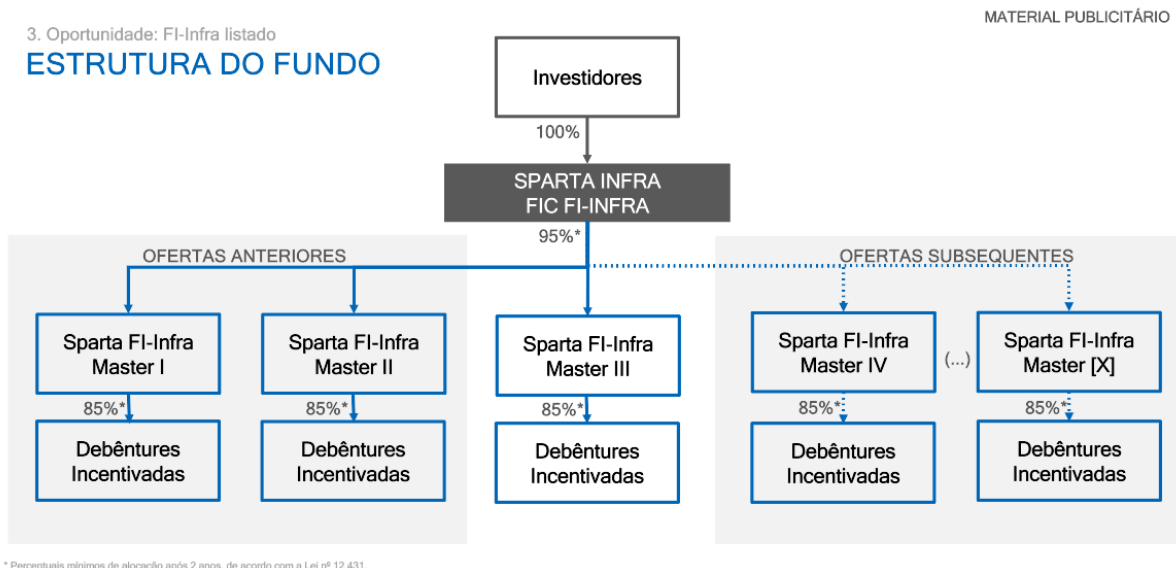 MATERIAL PUBLICITÁRIO
3. Oportunidade: FI-Infra listado
ESTRUTURA DO FUNDO
Investidores
100%
SPARTA INFRA
FIC FI-INFRA
95%*
OFERTAS ANTERIORES
OFERTAS SUBSEQUENTES
Sparta FI-Infra
Master I
Sparta FI-Infra
Master II
Sparta FI-Infra
Master III
Sparta FI-Infra
Master IV
(...)
Sparta FI-Infra
Master [X]
85%*
85%*
85%*
85%*
85%*
Debêntures
Incentivadas
Debêntures
Incentivadas
Debêntures
Incentivadas
Debêntures
Incentivadas
Debêntures
Incentivadas
* Percentuais mínimos de alocação após 2 anos, de acordo com a Lei nº 12.431.